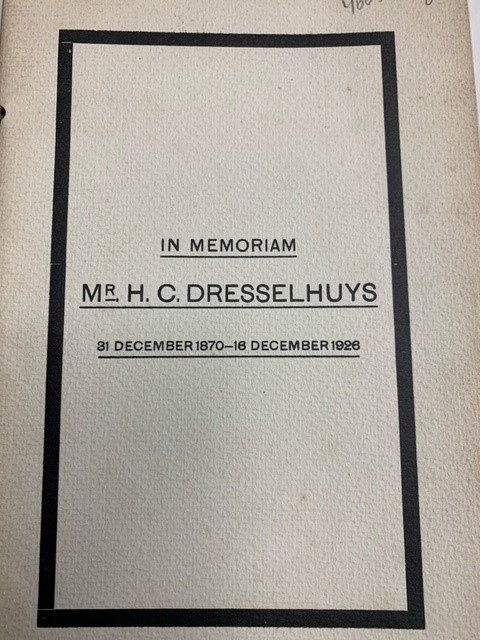 IN MEMORIAM
MR. H. C. DRESSELHUYS
31 DECEMBER 1870–16 DECEMBER 1926